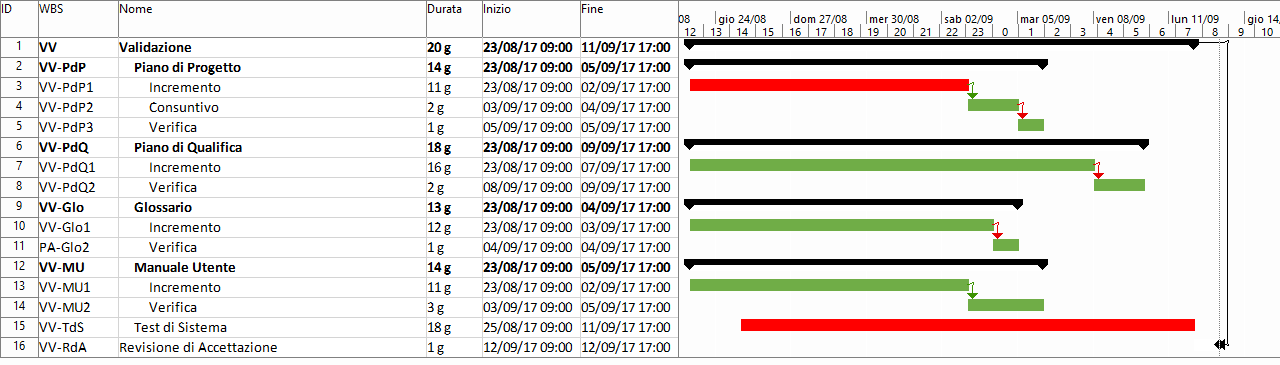 ID WBS Nome Durata Inizio Fine
08 gio 24/08 dom 27/08 mer 30/08 sab 02/09 mar 05/09 ven 08/09 lun 11/09 gio 14
12 13 14 15 16 17 18 19 20 21 22 23 0 1 2 3 4 5 6 7 8 9 10
1 VV Validazione 20 g 23/08/17 09:00 11/09/17 17:00
2 VV-PdP Piano di Progetto 14 g 23/08/17 09:00 05/09/17 17:00
3 VV-PdP1 Incremento 11 g 23/08/17 09:00 02/09/17 17:00
4 VV-PdP2 Consuntivo 2 g 03/09/17 09:00 04/09/17 17:00
5 VV-PdP3 Verifica 1 g 05/09/17 09:00 05/09/17 17:00
6 VV-PdQ Piano di Qualifica 18 g 23/08/17 09:00 09/09/17 17:00
7 VV-PdQ1 Incremento 16 g 23/08/17 09:00 07/09/17 17:00
8 VV-PdQ2 Verifica 2 g 08/09/17 09:00 09/09/17 17:00
9 VV-Glo Glossario 13 g 23/08/17 09:00 04/09/17 17:00
10 VV-Glo1 Incremento 12 g 23/08/17 09:00 03/09/17 17:00
11 PA-Glo2 Verifica 1 g 04/09/17 09:00 04/09/17 17:00
12 VV-MU Manuale Utente 14 g 23/08/17 09:00 05/09/17 17:00
13 VV-MU1 Incremento 11 g 23/08/17 09:00 02/09/17 17:00
14 VV-MU2 Verifica 3 g 03/09/17 09:00 05/09/17 17:00
15 VV-TdS Test di Sistema 18 g 25/08/17 09:00 11/09/17 17:00
16 VV-RdA Revisione di Accettazione 1 g 12/09/17 09:00 12/09/17 17:00